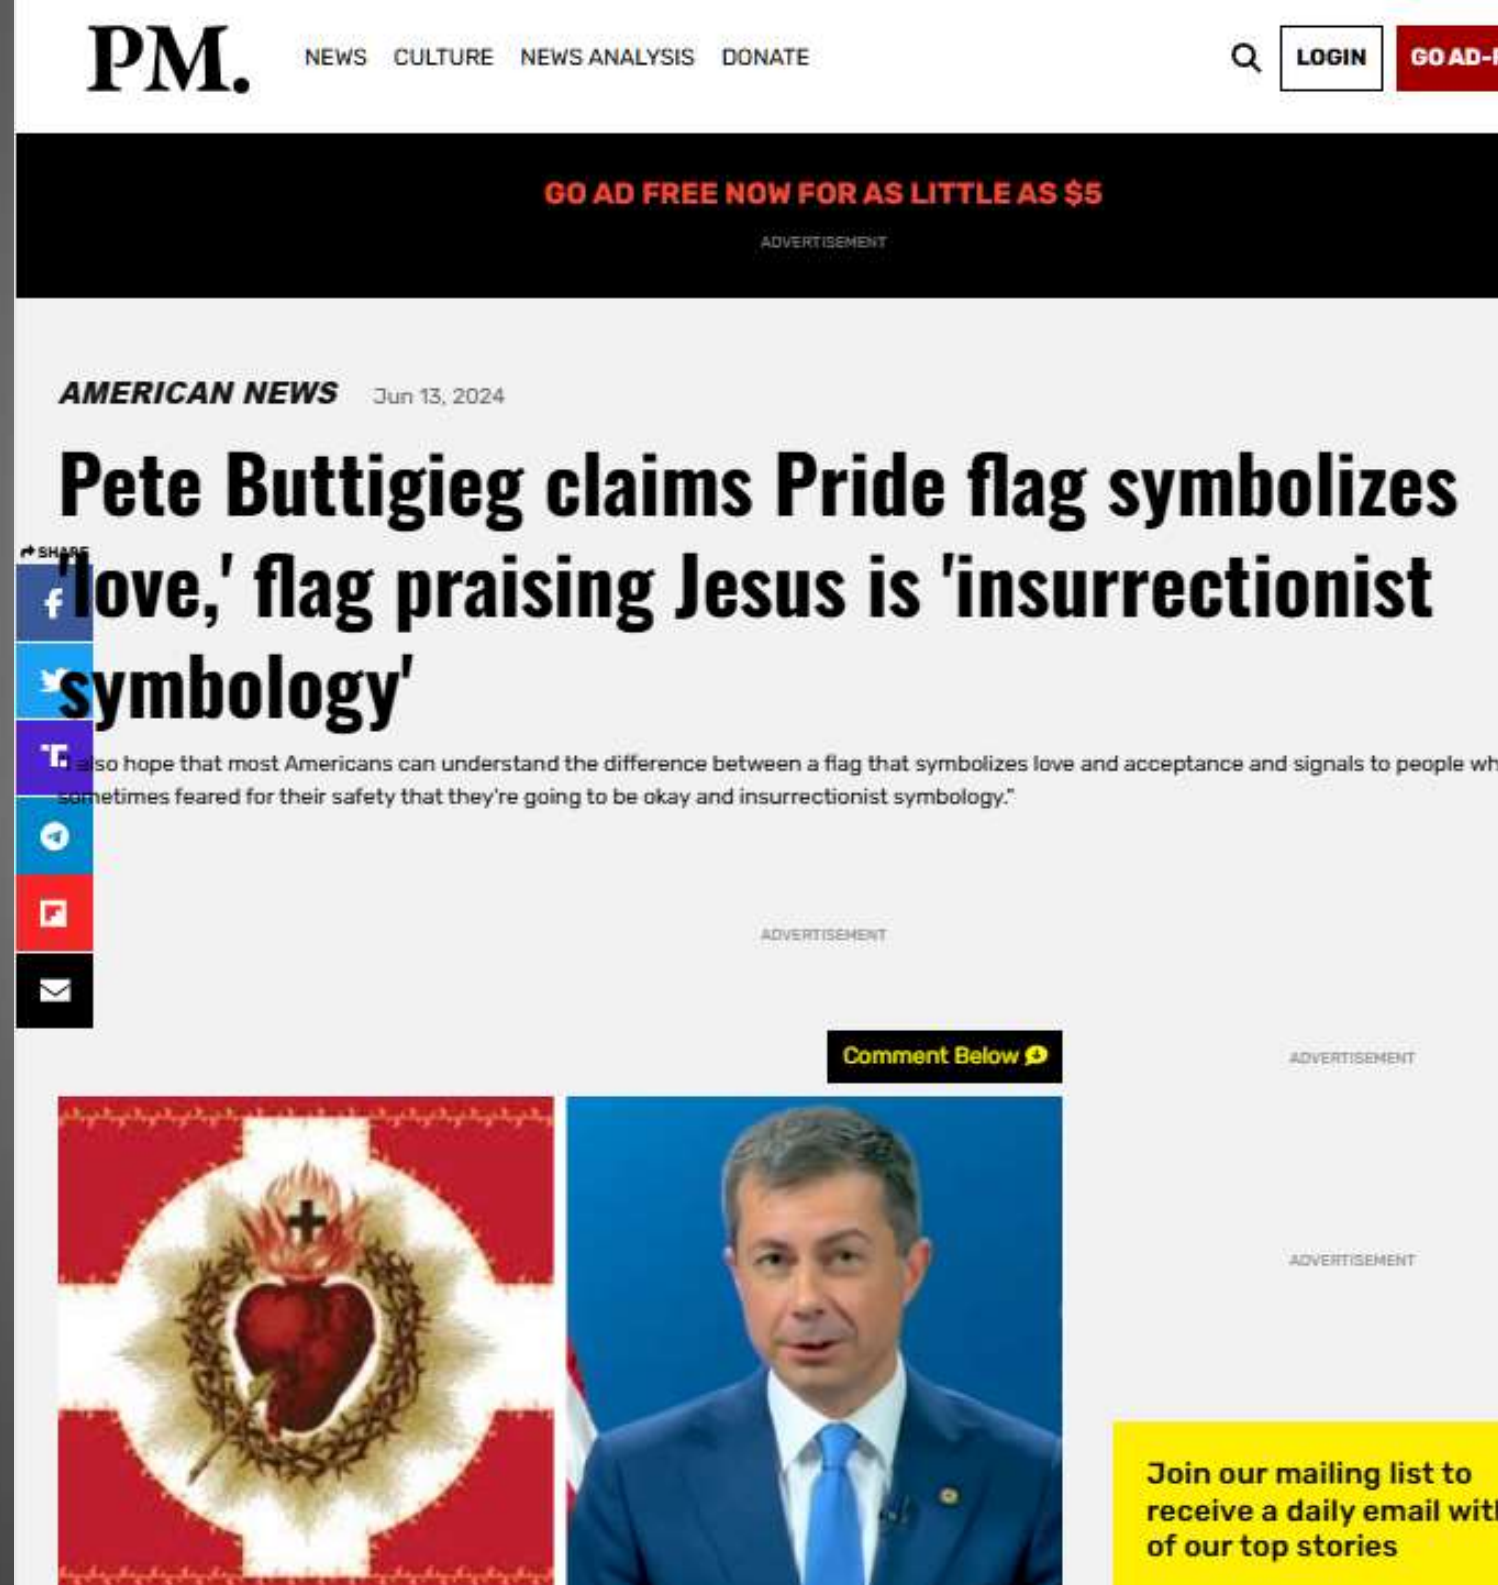 PM.
NEWS CULTURE NEWS ANALYSIS DONATE
LOGIN
GO AD-
GO AD FREE NOW FOR AS LITTLE AS $5
ADVERTISEMENT
AMERICAN NEWS Jun 13, 2024
Pete Buttigieg claims Pride flag symbolizes
'love,' flag praising Jesus is 'insurrectionist
symbology'
SHARE
"I also hope that most Americans can understand the difference between a flag that symbolizes love and acceptance and signals to people wh
sometimes feared for their safety that they're going to be okay and insurrectionist symbology."
ADVERTISEMENT
Comment Below
ADVERTISEMENT
ADVERTISEMENT
Join our mailing list to
receive a daily email with
of our top stories